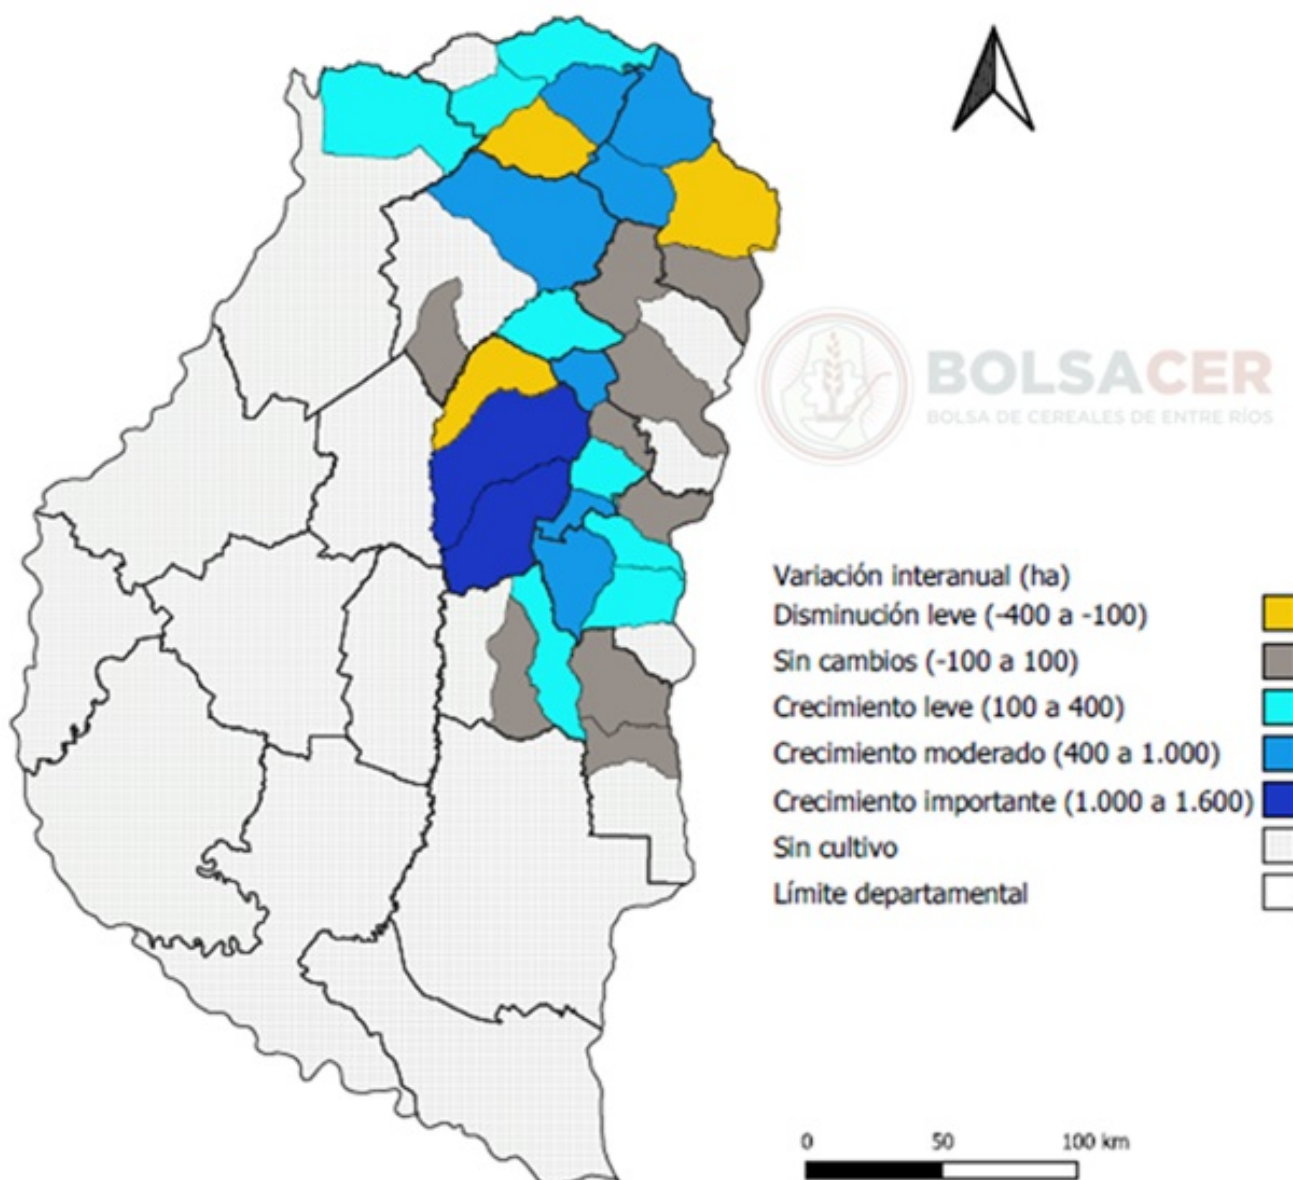 BOLSACER
BOLSA DE CEREALES DE ENTRE RÍOS
Variación interanual (ha)
Disminución leve (-400 a -100)
Sin cambios (-100 a 100)
Crecimiento leve (100 a 400)
Crecimiento moderado (400 a 1.000)
Crecimiento importante (1.000 a 1.600)
Sin cultivo
Límite departamental
0 50 100 km